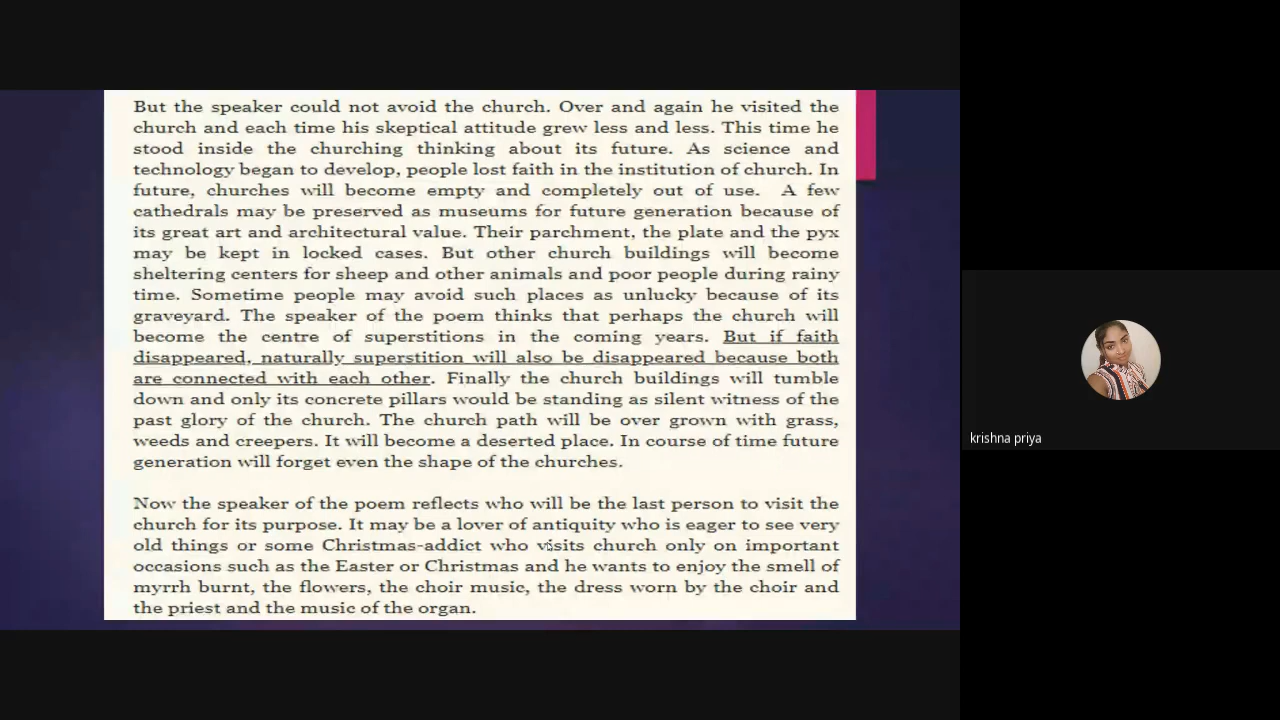 But the speaker could not avoid the church. Over and again he visited the
church and each time his skeptical attitude grew less and less. This time he
stood inside the churching thinking about its future. As science and
technology began to develop, people lost faith in the institution of church. In
future, churches will become empty and completely out of use. A few
cathedrals may be preserved as museums for future generation because of
its great art and architectural value. Their parchment, the plate and the pyx
may be kept in locked cases. But other church buildings will become
sheltering centers for sheep and other animals and poor people during rainy
time. Sometime people may avoid such places as unlucky because of its
graveyard. The speaker of the poem thinks that perhaps the church will
become the centre of superstitions in the coming years. But if faith
disappeared, naturally superstition will also be disappeared because both
are connected with each other. Finally the church buildings will tumble
down and only its concrete pillars would be standing as silent witness of the
past glory of the church. The church path will be over grown with grass,
weeds and creepers. It will become a deserted place. In course of time future
generation will forget even the shape of the churches.
Now the speaker of the poem reflects who will be the last person to visit the
church for its purpose. It may be a lover of antiquity who is eager to see very
old things or some Christmas-addict who visits church only on important
occasions such as the Easter or Christmas and he wants to enjoy the smell of
myrrh burnt, the flowers, the choir music, the dress worn by the choir and
the priest and the music of the organ.
krishna priya